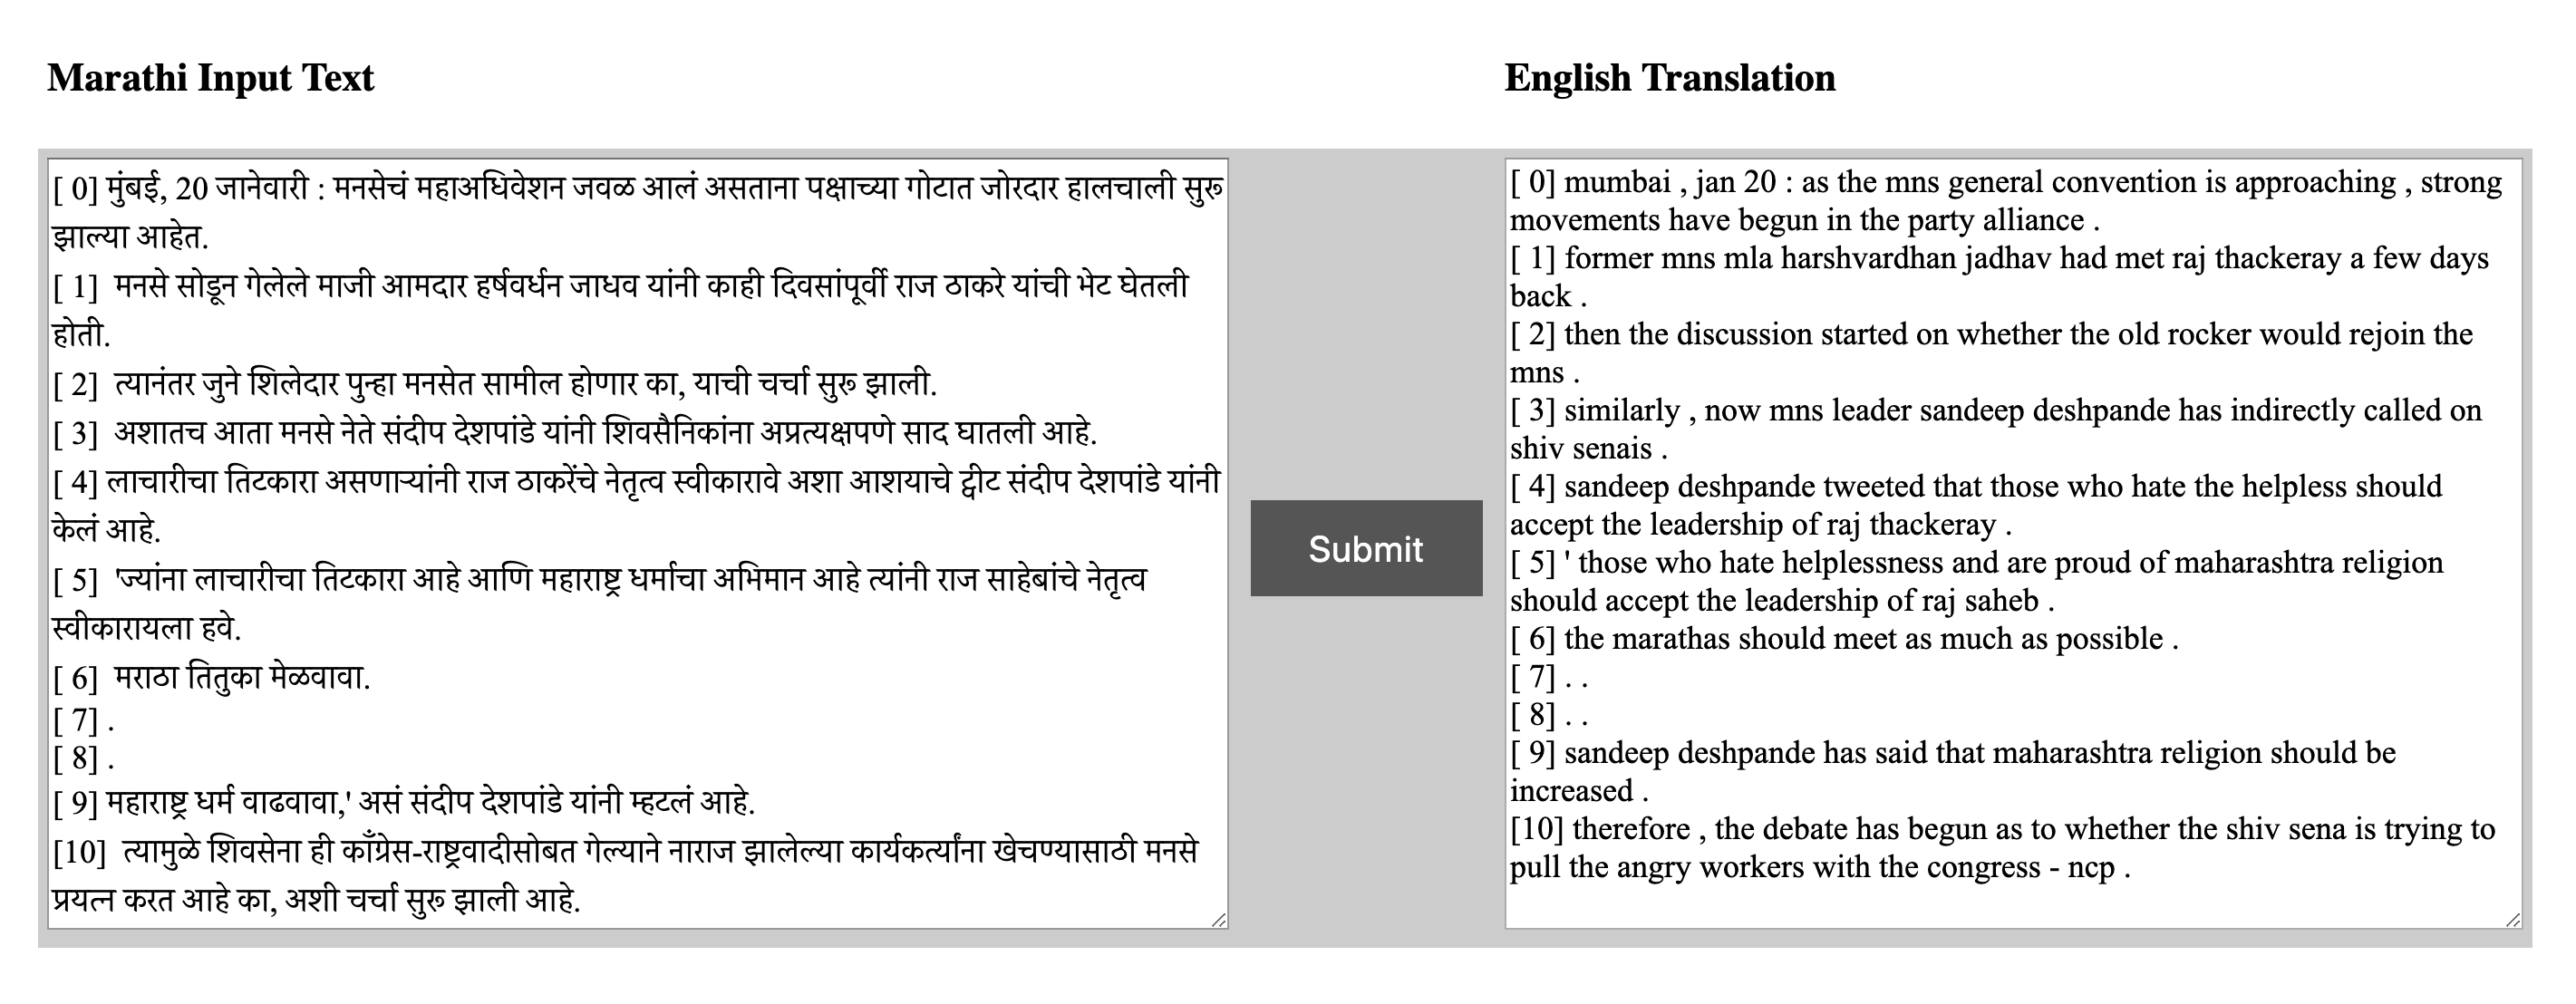 Marathi Input Text
English Translation
[ 0] मुंबई, 20 जानेवारी : मनसेचं महाअधिवेशन जवळ आलं असताना पक्षाच्या गोटात जोरदार हालचाली सुरू
झाल्या आहेत.
[ 1]  मनसे सोडून गेलेले माजी आमदार हर्षवर्धन जाधव यांनी काही दिवसांपूर्वी राज ठाकरे यांची भेट घेतली
होती.
[ 2]  त्यानंतर जुने शिलेदार पुन्हा मनसेत सामील होणार का, याची चर्चा सुरू झाली.
[ 3]  अशातच आता मनसे नेते संदीप देशपांडे यांनी शिवसैनिकांना अप्रत्यक्षपणे साद घातली आहे.
[ 4] लाचारीचा तिटकारा असणाऱ्यांनी राज ठाकरेंचे नेतृत्व स्वीकारावे अशा आशयाचे ट्वीट संदीप देशपांडे यांनी
केलं आहे.
[ 5]  'ज्यांना लाचारीचा तिटकारा आहे आणि महाराष्ट्र धर्माचा अभिमान आहे त्यांनी राज साहेबांचे नेतृत्व
स्वीकारायला हवे.
[ 6]  मराठा तितुका मेळवावा.
[ 7] .
[ 8] .
[ 9] महाराष्ट्र धर्म वाढवावा,' असं संदीप देशपांडे यांनी म्हटलं आहे.
[10]  त्यामुळे शिवसेना ही काँग्रेस-राष्ट्रवादीसोबत गेल्याने नाराज झालेल्या कार्यकर्त्यांना खेचण्यासाठी मनसे
प्रयत्न करत आहे का, अशी चर्चा सुरू झाली आहे.
Submit
[ 0] mumbai , jan 20 : as the mns general convention is approaching , strong
movements have begun in the party alliance .
[ 1] former mns mla harshvardhan jadhav had met raj thackeray a few days
back .
[ 2] then the discussion started on whether the old rocker would rejoin the
mns .
[ 3] similarly , now mns leader sandeep deshpande has indirectly called on
shiv senais .
[ 4] sandeep deshpande tweeted that those who hate the helpless should
accept the leadership of raj thackeray .
[ 5] ' those who hate helplessness and are proud of maharashtra religion
should accept the leadership of raj saheb .
[ 6] the marathas should meet as much as possible .
[ 7] . .
[ 8] . .
[ 9] sandeep deshpande has said that maharashtra religion should be
increased .
[10] therefore , the debate has begun as to whether the shiv sena is trying to
pull the angry workers with the congress - ncp .